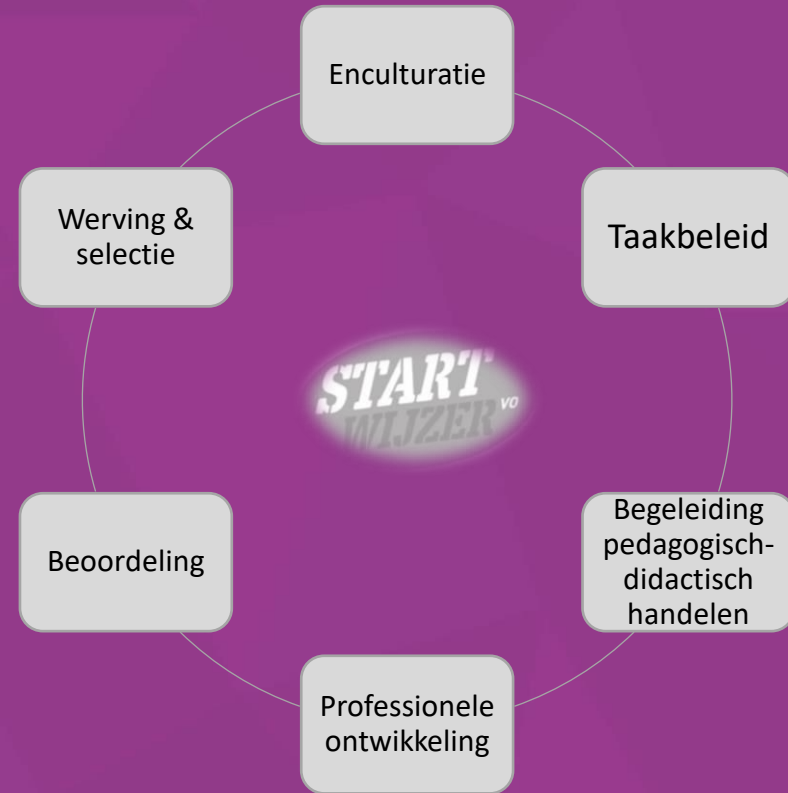 Enculturatie
Werving &
selectie
Taakbeleid
START
WIJZER VO
Beoordeling
Begeleiding
pedagogisch-
didactisch
handelen
Professionele
ontwikkeling